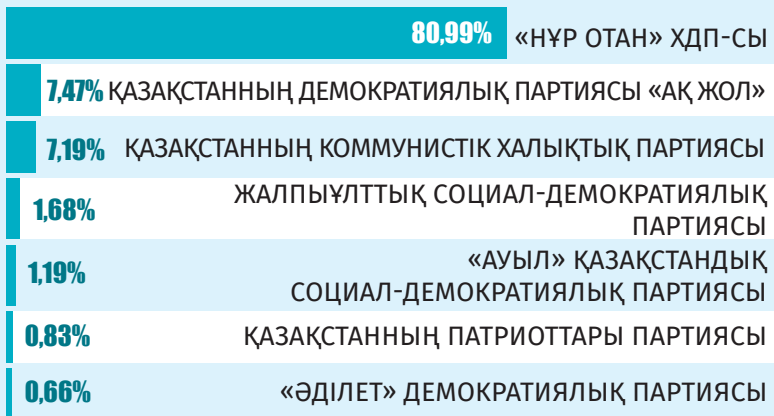 80,99% «НҰР ОТАН» ХДП-СЫ
7,47% ҚАЗАҚСТАННЫҢ ДЕМОКРАТИЯЛЫҚ ПАРТИЯСЫ «АҚ ЖОЛ»
7,19% ҚАЗАҚСТАННЫҢ КОММУНИСТІК ХАЛЫҚТЫҚ ПАРТИЯСЫ
1,68% ЖАЛПЫҰЛТТЫҚ СОЦИАЛ-ДЕМОКРАТИЯЛЫҚ
ПАРТИЯСЫ
1,19% «АУЫЛ» ҚАЗАҚСТАНДЫҚ
СОЦИАЛ-ДЕМОКРАТИЯЛЫҚ ПАРТИЯСЫ
0,83% ҚАЗАҚСТАННЫҢ ПАТРИОТТАРЫ ПАРТИЯСЫ
0,66% «ӘДІЛЕТ» ДЕМОКРАТИЯЛЫҚ ПАРТИЯСЫ